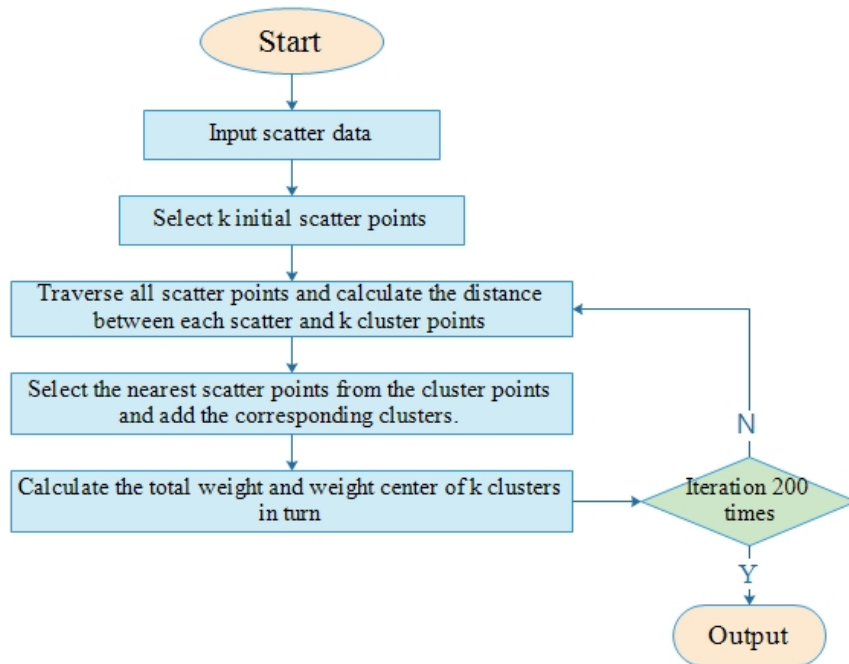 Start
Input scatter data
Select k initial scatter points
Traverse all scatter points and calculate the distance
between each scatter and k cluster points
Select the nearest scatter points from the cluster points
and add the corresponding clusters.
Calculate the total weight and weight center of k clusters
in turn
Iteration 200
times
N
Y
Output